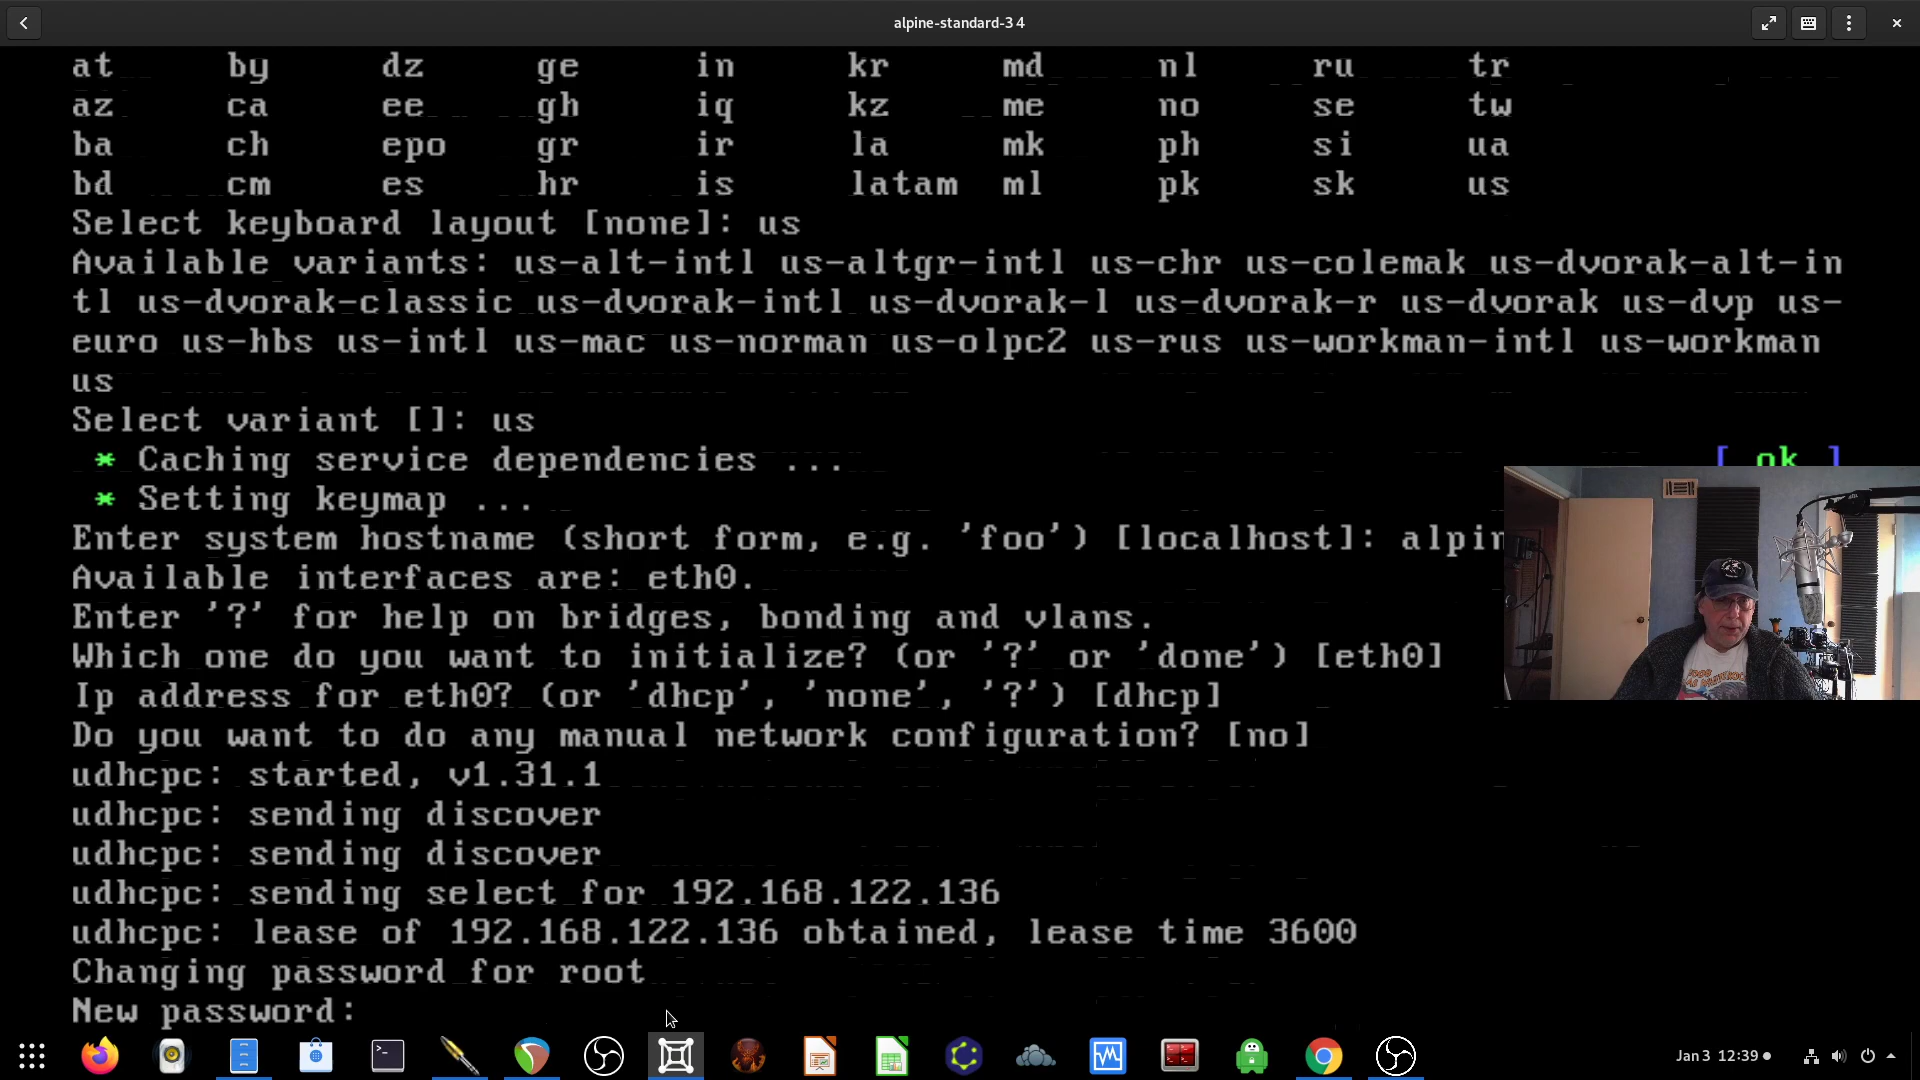 alpine-standard-3 4
at by dz ge in kr md nl ru tr
az ca ee gh iq kz me no se tw
ba ch epo gr ir la mk ph si ua
bd cm es hr is latam ml pk sk us
Select keyboard layout [none]: us
Available variants: us-alt-intl us-altgr-intl us-chr us-colemak us-dvorak-alt-in
tl us-dvorak-classic us-dvorak-intl us-dvorak-l us-dvorak-r us-dvorak us-dvp us-
euro us-hbs us-intl us-mac us-norman us-olpc2 us-rus us-workman-intl us-workman
us
Select variant []: us
* Caching service dependencies ... [ ok ]
* Setting keymap ...
Enter system hostname (short form, e.g. 'foo') [localhost]: alpin
Available interfaces are: eth0.
Enter '?' for help on bridges, bonding and vlans.
Which one do you want to initialize? (or '?' or 'done') [eth0]
Ip address for eth0? (or 'dhcp', 'none', '?') [dhcp]
Do you want to do any manual network configuration? [no]
udhcpc: started, v1.31.1
udhcpc: sending discover
udhcpc: sending discover
udhcpc: sending select for 192.168.122.136
udhcpc: lease of 192.168.122.136 obtained, lease time 3600
Changing password for root
New password:
Jan 3 12:39